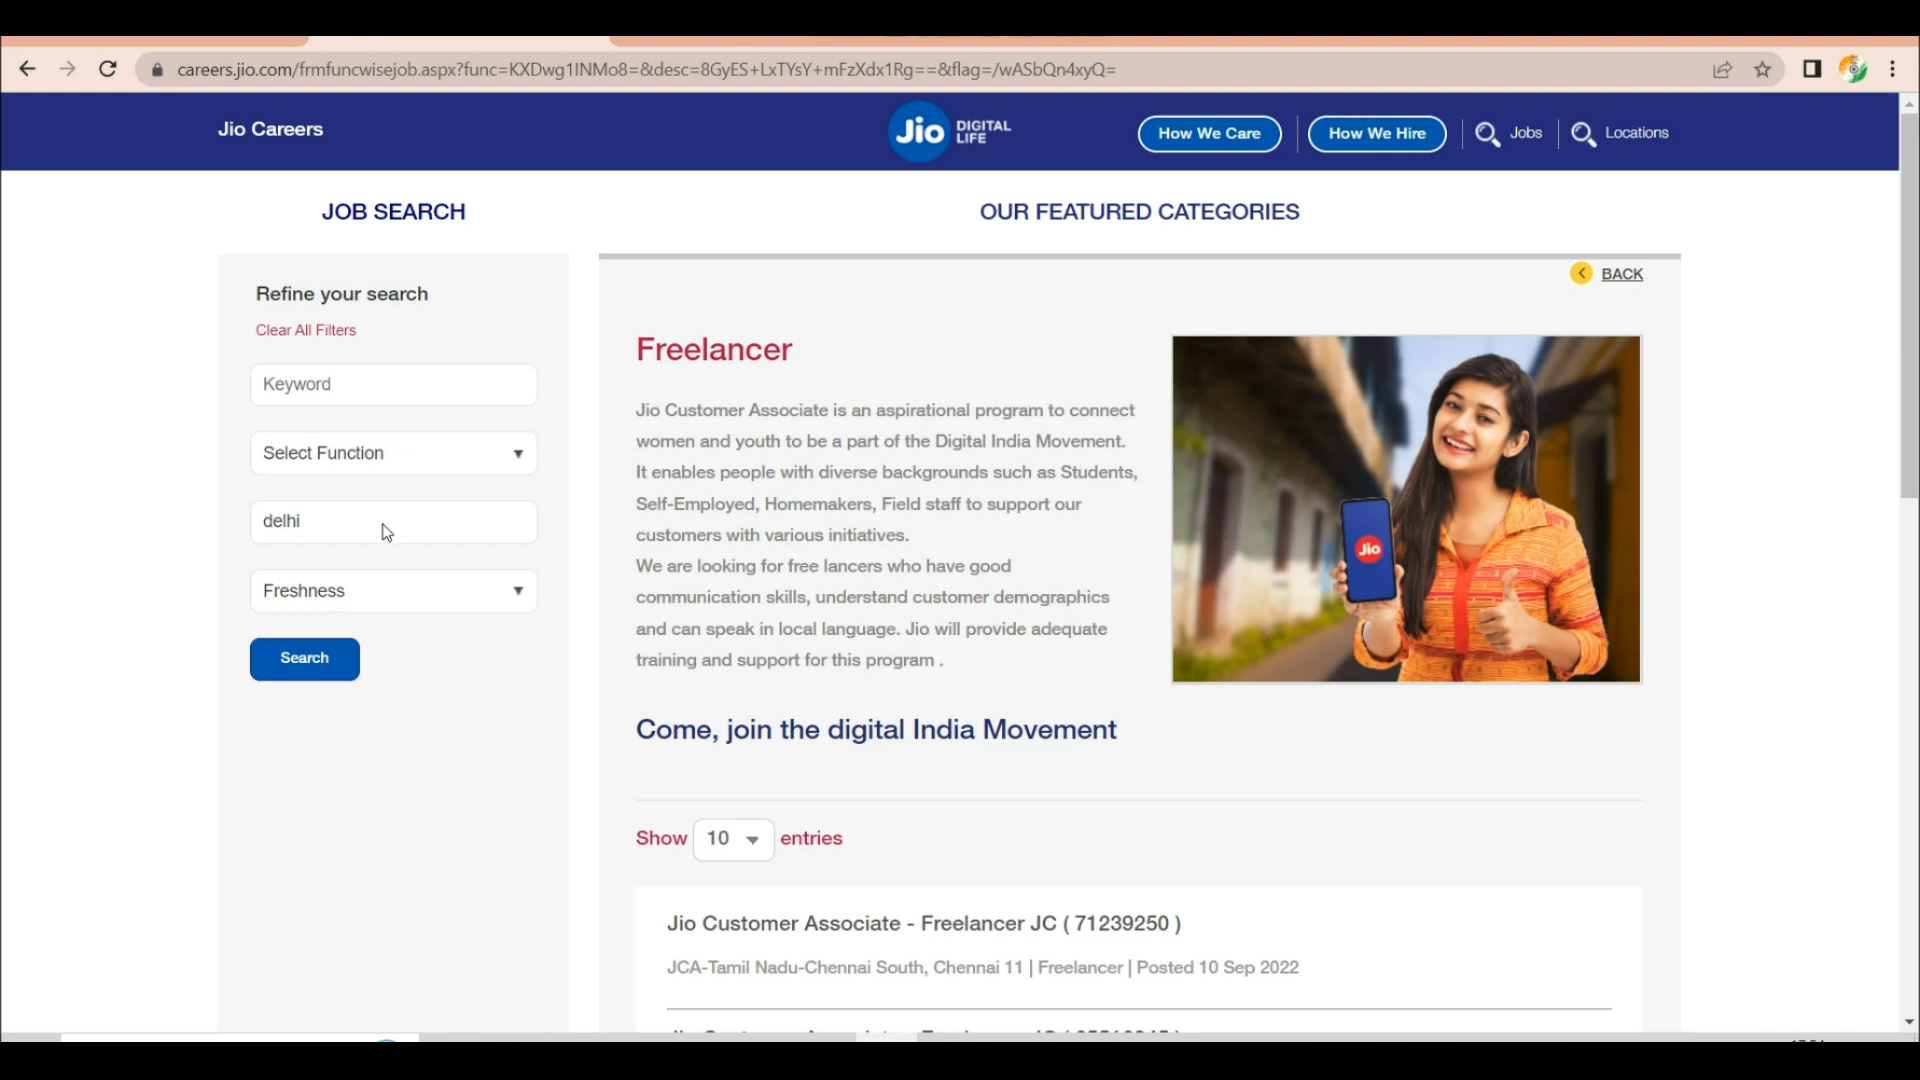 careers.jio.com/frmfuncwisejob.aspx?func=KXDwg1INMo8=&desc=8GyES+LxTYsY+mFzXdx1Rg==&flag=/wASbQn4xyQ=
Jio Careers
Jio DIGITAL LIFE
How We Care
How We Hire
Jobs
Locations
JOB SEARCH
OUR FEATURED CATEGORIES
BACK
Refine your search
Clear All Filters
Keyword
Select Function
delhi
Freshness
Search
Freelancer
Jio Customer Associate is an aspirational program to connect
women and youth to be a part of the Digital India Movement.
It enables people with diverse backgrounds such as Students,
Self-Employed, Homemakers, Field staff to support our
customers with various initiatives.
We are looking for free lancers who have good
communication skills, understand customer demographics
and can speak in local language. Jio will provide adequate
training and support for this program .
Jio
Come, join the digital India Movement
Show 10 entries
Jio Customer Associate - Freelancer JC ( 71239250 )
JCA-Tamil Nadu-Chennai South, Chennai 11 | Freelancer | Posted 10 Sep 2022